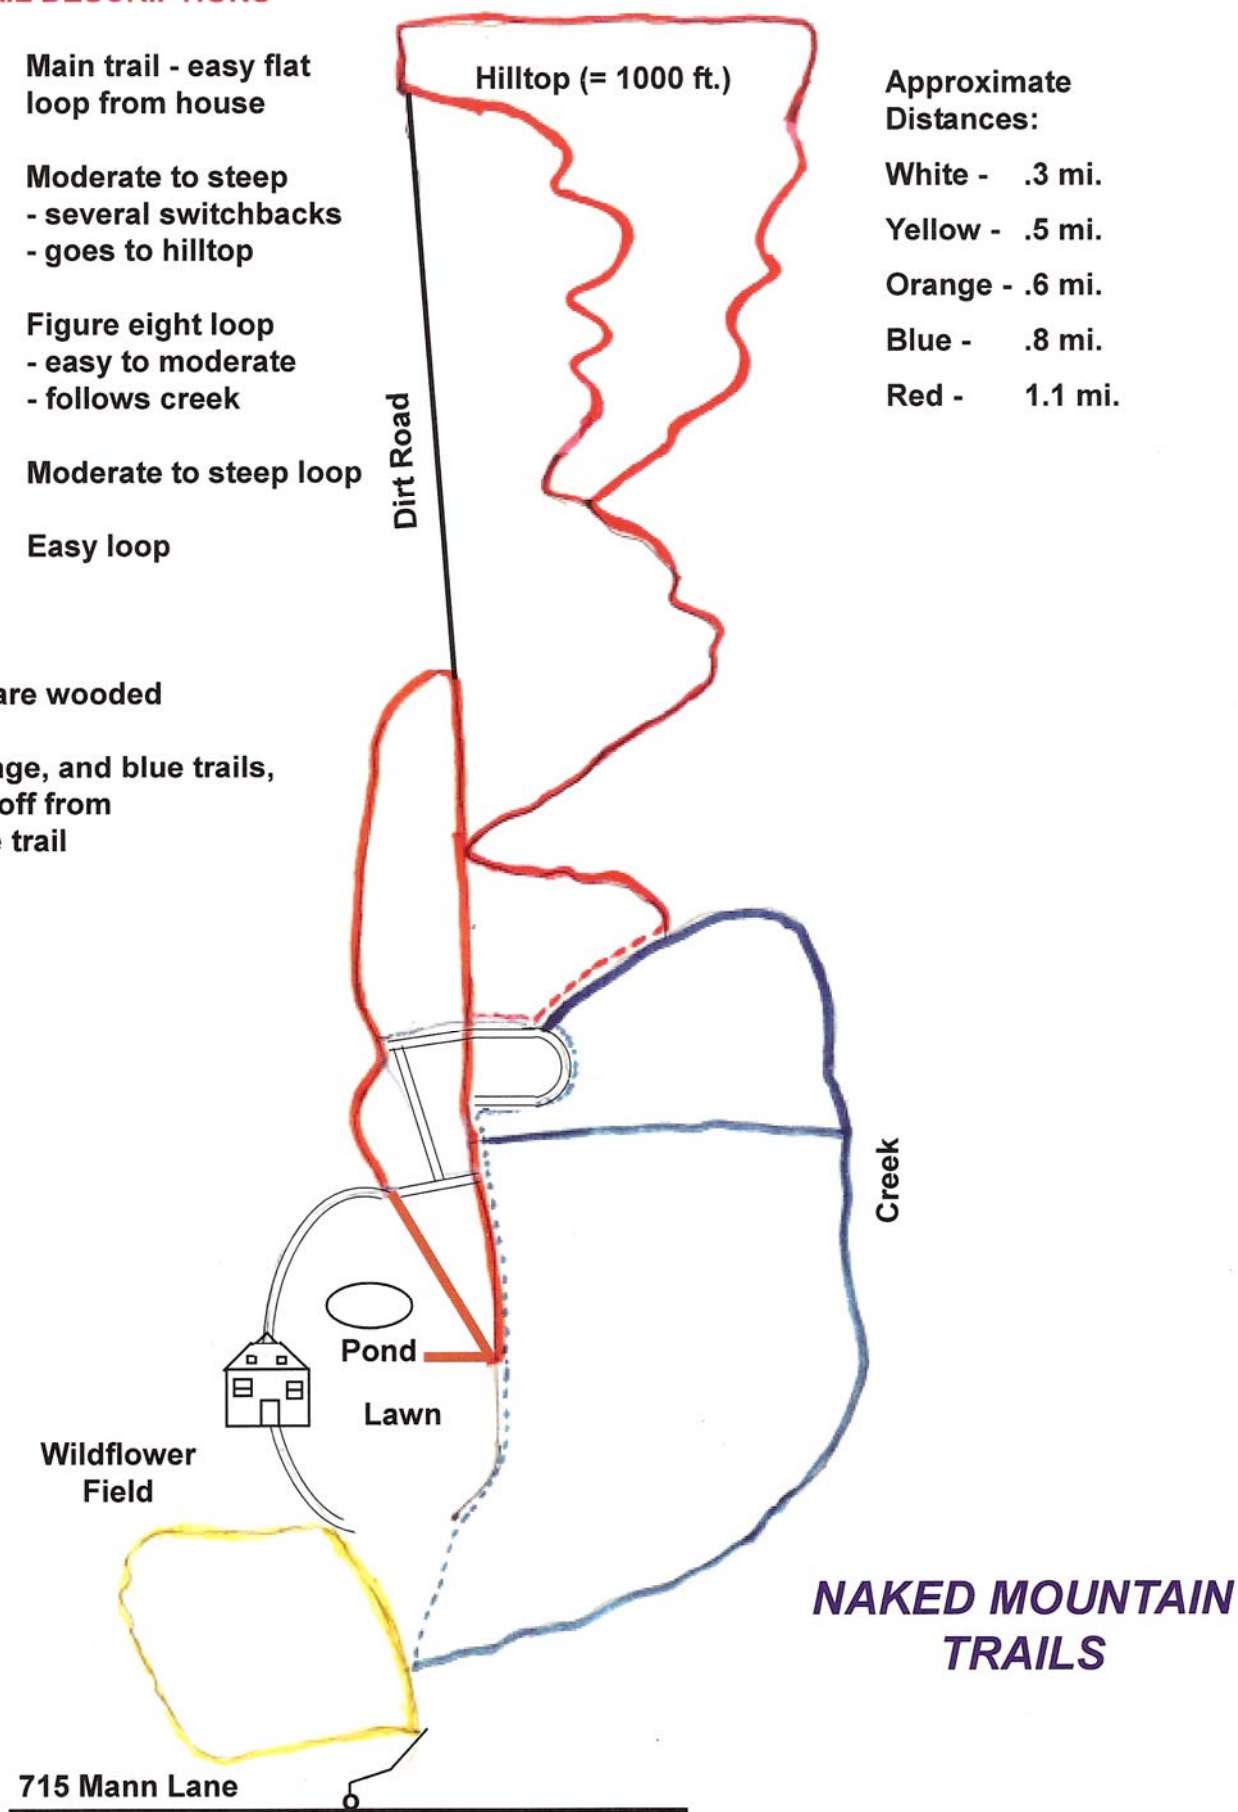 Main trail - easy flat
loop from house
Moderate to steep
- several switchbacks
- goes to hilltop
Figure eight loop
- easy to moderate
- follows creek
Moderate to steep loop
Easy loop
are wooded
and blue trails,
off from
trail
Hilltop (= 1000 ft.)
Approximate
Distances:
White - .3 mi.
Yellow - .5 mi.
Orange - .6 mi.
Blue - .8 mi.
Red - 1.1 mi.
Dirt Road
Creek
Pond
Lawn
Wildflower
Field
NAKED MOUNTAIN
TRAILS
715 Mann Lane